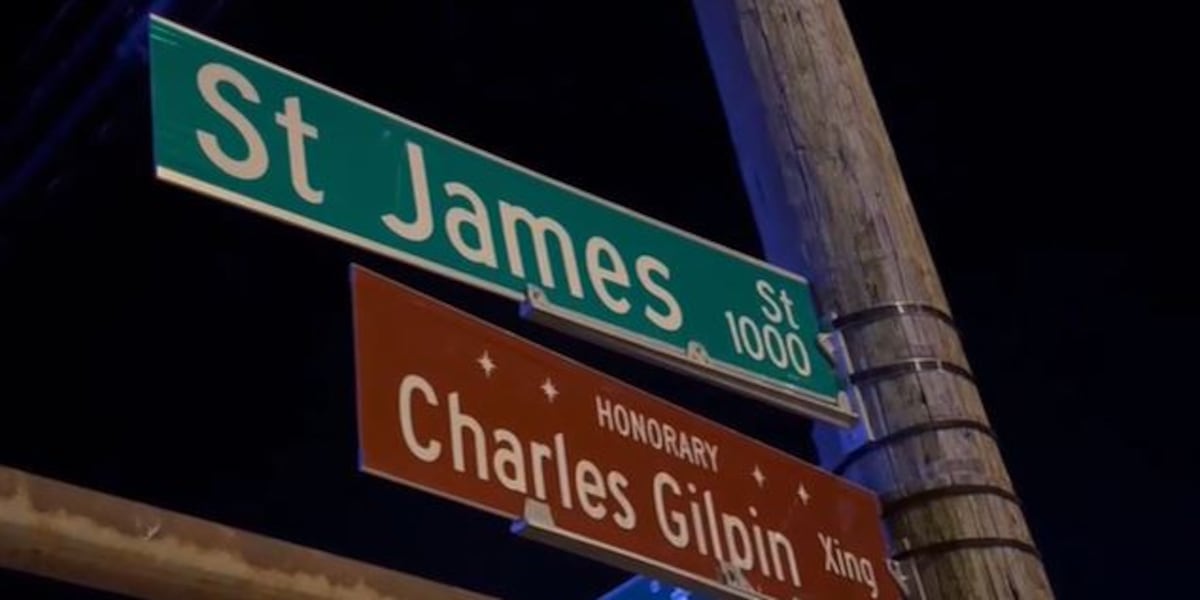 St James St
1000
HONORARY
Charles Gilpin Xing